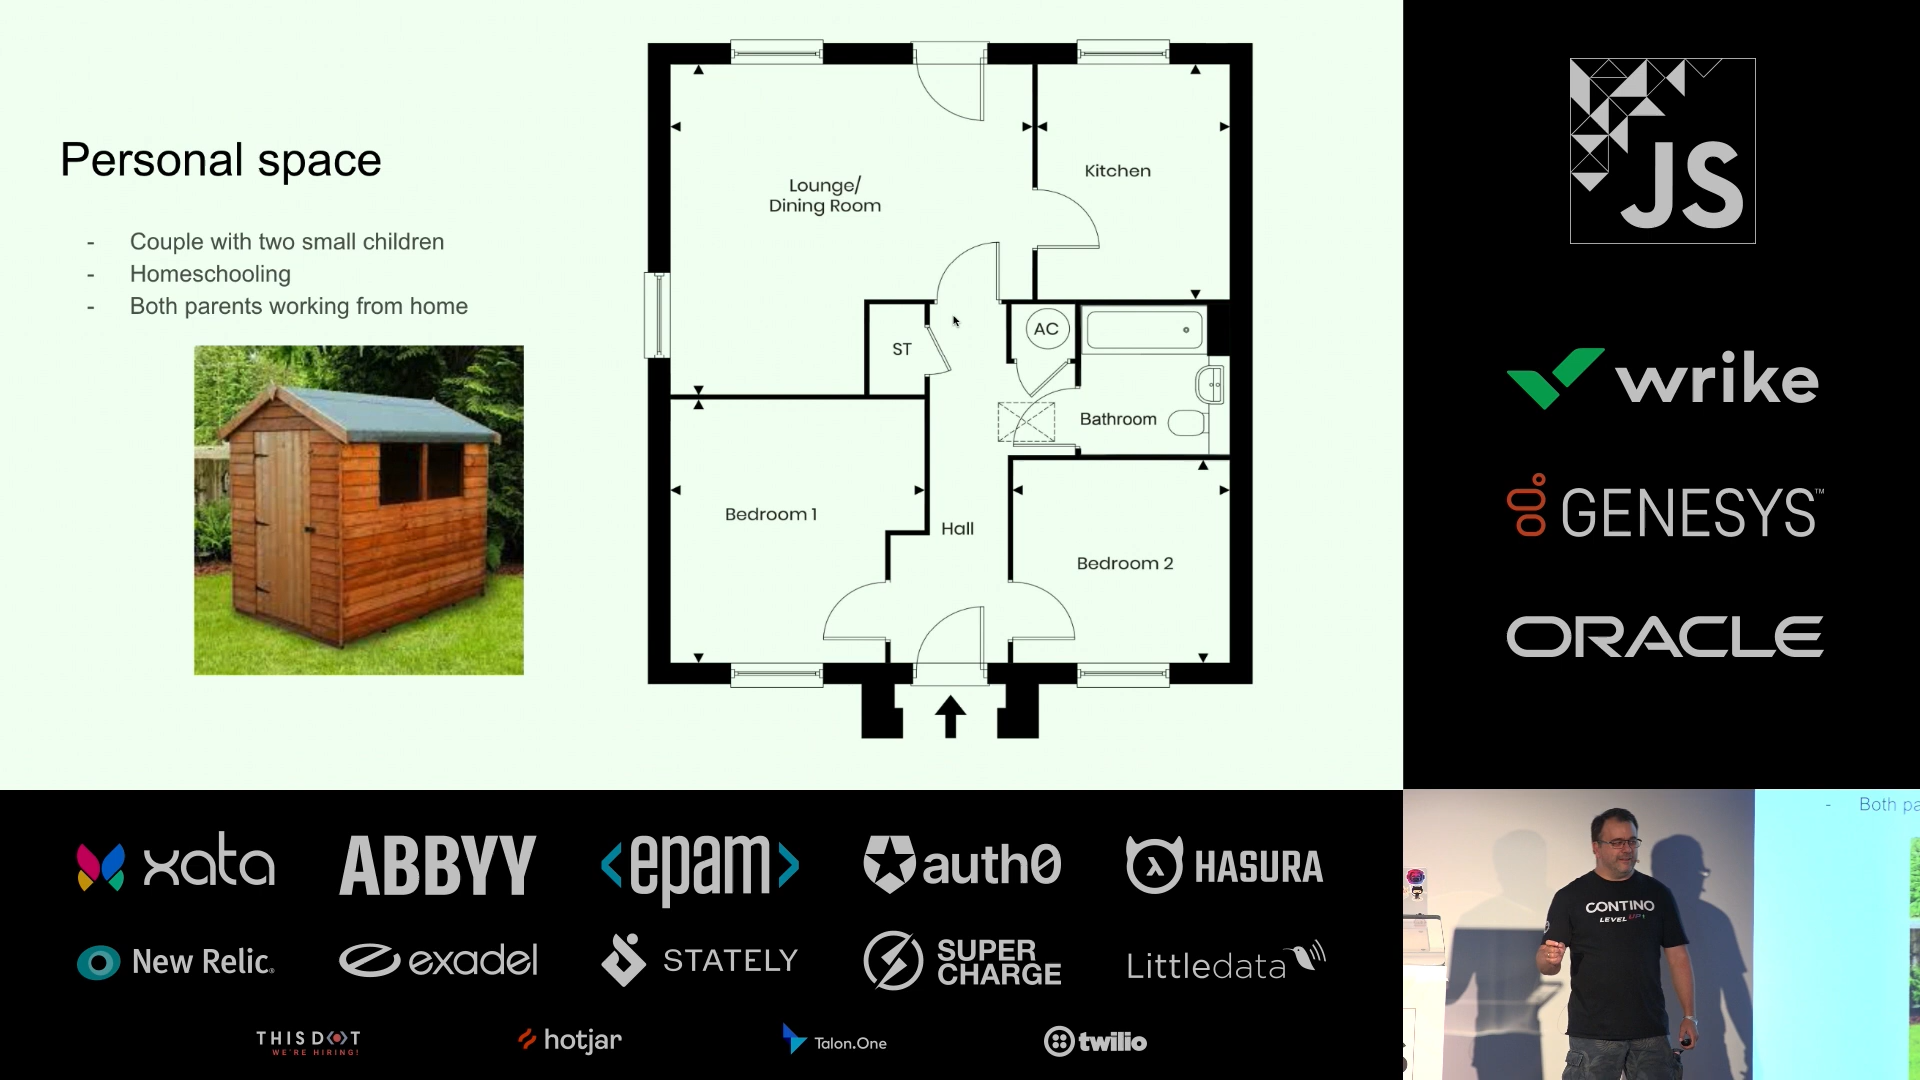 Personal space
- Couple with two small children
- Homeschooling
- Both parents working from home
Lounge/
Dining Room
Kitchen
ST
AC
Bathroom
Bedroom 1
Hall
Bedroom 2
JS
wrike
GENESYS™
ORACLE
xata
ABBYY
<epam>
auth0
HASURA
New Relic®
exadel
STATELY
SUPER
CHARGE
Littledata
THIS DOT
WE'RE HIRING!
hotjar
Talon.One
twilio
- Both pa
CONTINO
LEVEL UP!